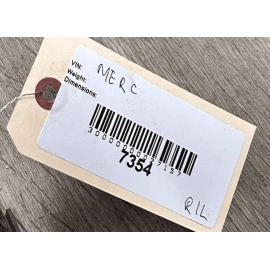 VIN: MERC
Weight:
Dimensions:
7354
R/L